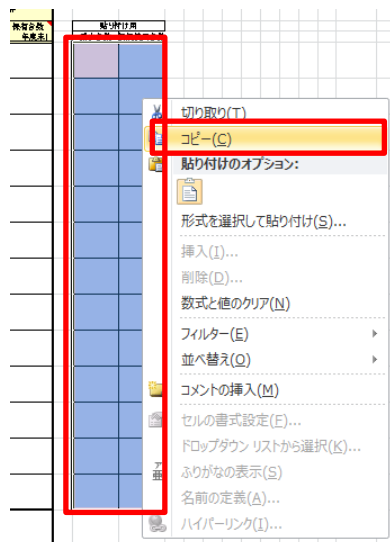 保有台数
年度末
貼り付け用
切り取り(T)
コピー(C)
貼り付けのオプション:
形式を選択して貼り付け(S)...
挿入(I)...
削除(D)...
数式と値のクリア(N)
フィルター(E)
並べ替え(O)
コメントの挿入(M)
セルの書式設定(F)...
ドロップダウン リストから選択(K)...
ふりがなの表示(S)
名前の定義(A)...
ハイパーリンク(I)...